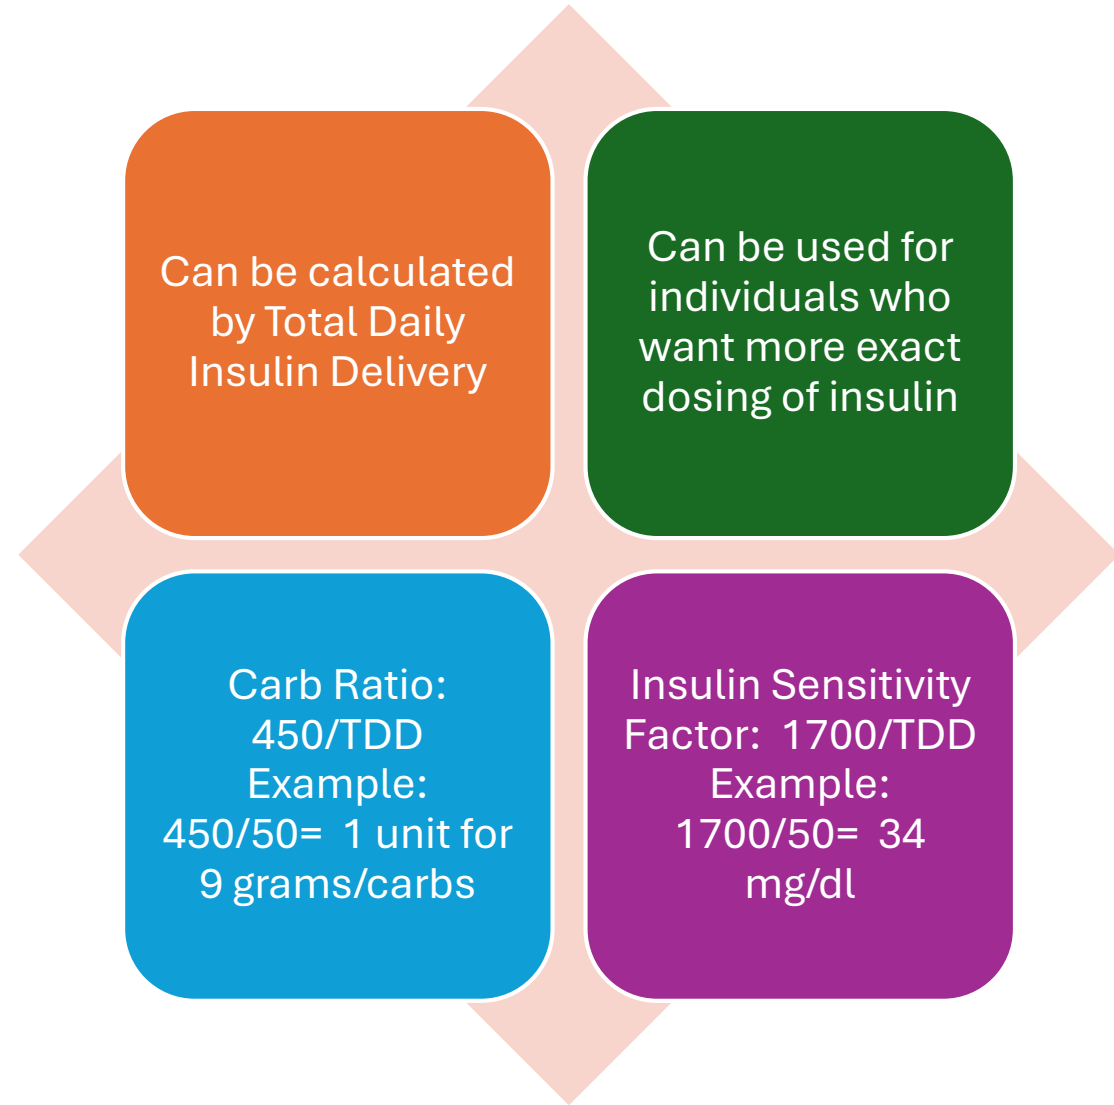 Can be calculated
by Total Daily
Insulin Delivery
Can be used for
individuals who
want more exact
dosing of insulin
Carb Ratio:
450/TDD
Example:
450/50=  1 unit for
9 grams/carbs
Insulin Sensitivity
Factor:  1700/TDD
Example:
1700/50=  34
mg/dl